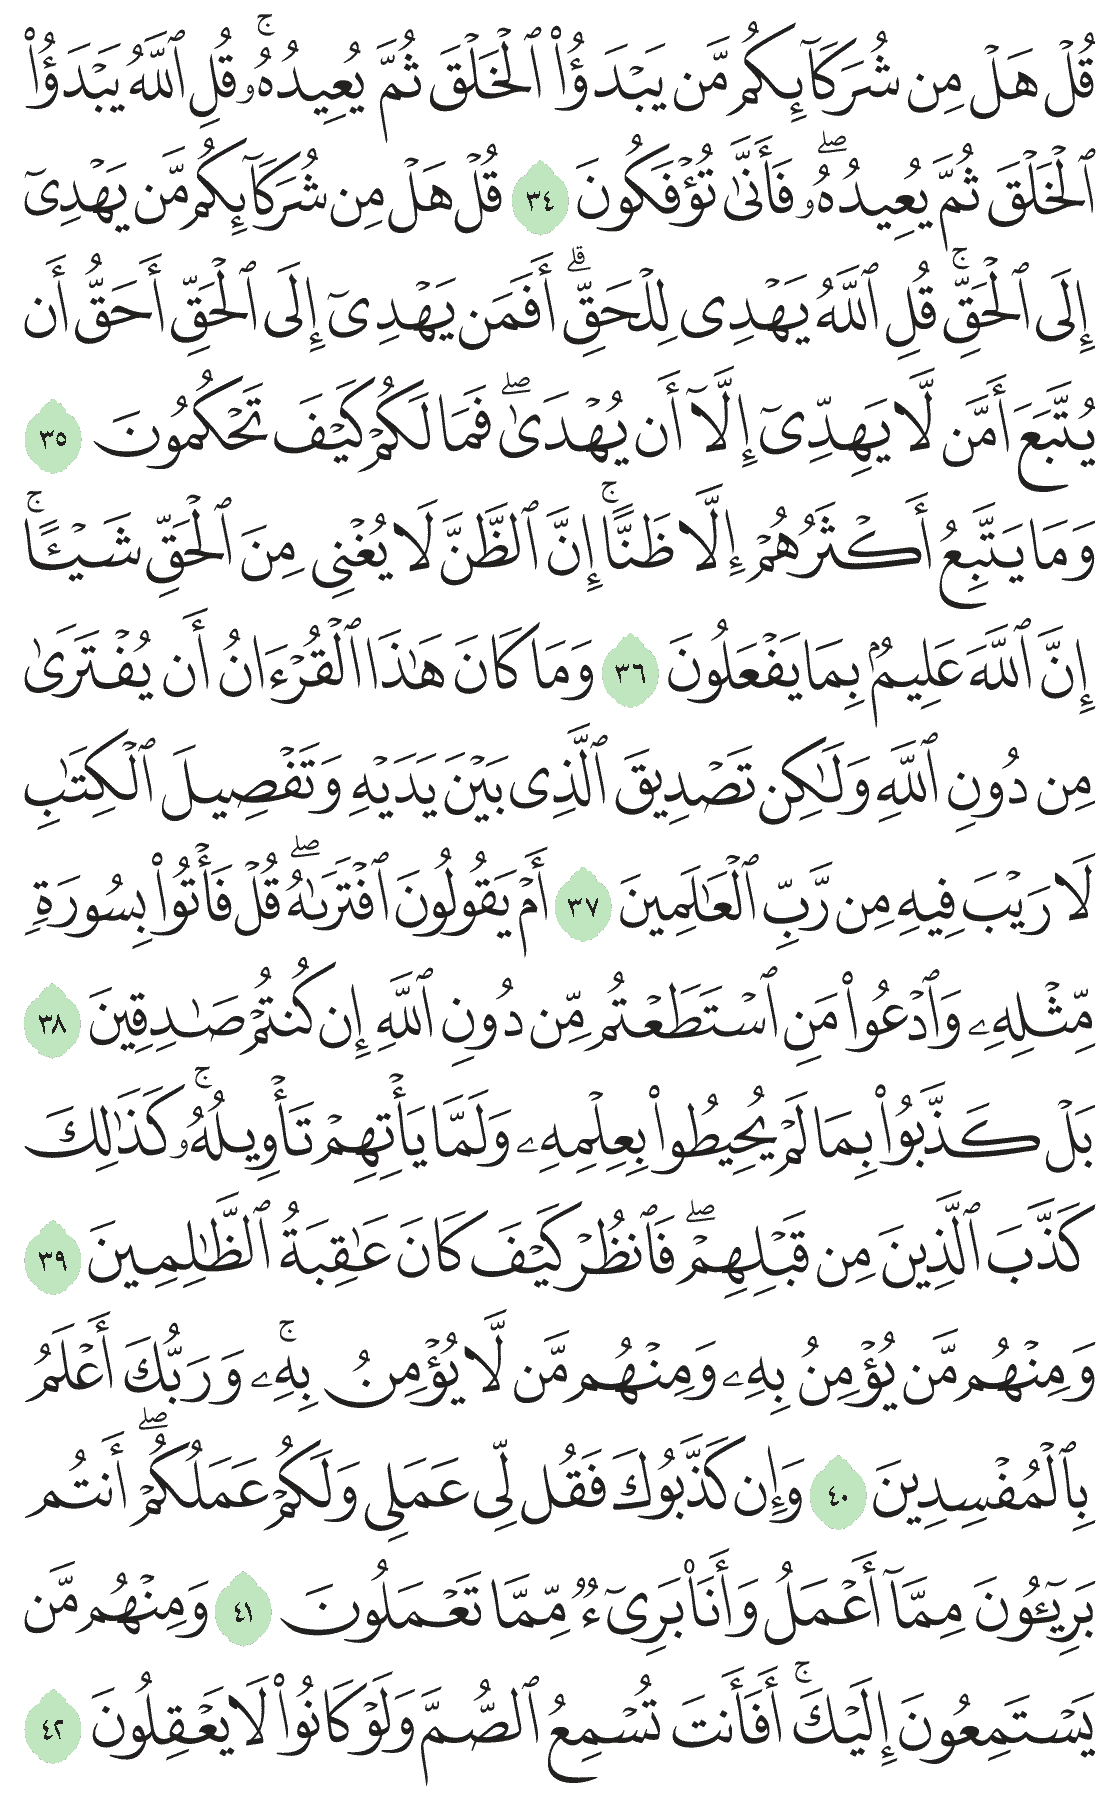 قُلْ هَلْ مِن شُرَكَآئِكُم مَّن يَبْدَؤُا۟ ٱلْخَلْقَ ثُمَّ يُعِيدُهُۥ ۚ قُلِ ٱللَّهُ يَبْدَؤُا۟
ٱلْخَلْقَ ثُمَّ يُعِيدُهُۥ ۖ فَأَنَّىٰ تُؤْفَكُونَ ٣٤ قُلْ هَلْ مِن شُرَكَآئِكُم مَّن يَهْدِىٓ
إِلَى ٱلْحَقِّ ۚ قُلِ ٱللَّهُ يَهْدِى لِلْحَقِّ ۗ أَفَمَن يَهْدِىٓ إِلَى ٱلْحَقِّ أَحَقُّ أَن
يُتَّبَعَ أَمَّن لَّا يَهِدِّىٓ إِلَّآ أَن يُهْدَىٰ ۖ فَمَا لَكُمْ كَيْفَ تَحْكُمُونَ ٣٥
وَمَا يَتَّبِعُ أَكْثَرُهُمْ إِلَّا ظَنًّا ۚ إِنَّ ٱلظَّنَّ لَا يُغْنِى مِنَ ٱلْحَقِّ شَيْـًٔا ۚ
إِنَّ ٱللَّهَ عَلِيمٌۢ بِمَا يَفْعَلُونَ ٣٦ وَمَا كَانَ هَٰذَا ٱلْقُرْءَانُ أَن يُفْتَرَىٰ
مِن دُونِ ٱللَّهِ وَلَٰكِن تَصْدِيقَ ٱلَّذِى بَيْنَ يَدَيْهِ وَتَفْصِيلَ ٱلْكِتَٰبِ
لَا رَيْبَ فِيهِ مِن رَّبِّ ٱلْعَٰلَمِينَ ٣٧ أَمْ يَقُولُونَ ٱفْتَرَىٰهُ ۖ قُلْ فَأْتُوا۟ بِسُورَةٍ
مِّثْلِهِۦ وَٱدْعُوا۟ مَنِ ٱسْتَطَعْتُم مِّن دُونِ ٱللَّهِ إِن كُنتُمْ صَٰدِقِينَ ٣٨
بَلْ كَذَّبُوا۟ بِمَا لَمْ يُحِيطُوا۟ بِعِلْمِهِۦ وَلَمَّا يَأْتِهِمْ تَأْوِيلُهُۥ ۚ كَذَٰلِكَ
كَذَّبَ ٱلَّذِينَ مِن قَبْلِهِمْ ۖ فَٱنظُرْ كَيْفَ كَانَ عَٰقِبَةُ ٱلظَّٰلِمِينَ ٣٩
وَمِنْهُم مَّن يُؤْمِنُ بِهِۦ وَمِنْهُم مَّن لَّا يُؤْمِنُ بِهِۦ ۚ وَرَبُّكَ أَعْلَمُ
بِٱلْمُفْسِدِينَ ٤٠ وَإِن كَذَّبُوكَ فَقُل لِّى عَمَلِى وَلَكُمْ عَمَلُكُمْ ۖ أَنتُم
بَرِيٓـُٔونَ مِمَّآ أَعْمَلُ وَأَنَا۠ بَرِىٓءٌ مِّمَّا تَعْمَلُونَ ٤١ وَمِنْهُم مَّن
يَسْتَمِعُونَ إِلَيْكَ ۚ أَفَأَنتَ تُسْمِعُ ٱلصُّمَّ وَلَوْ كَانُوا۟ لَا يَعْقِلُونَ ٤٢